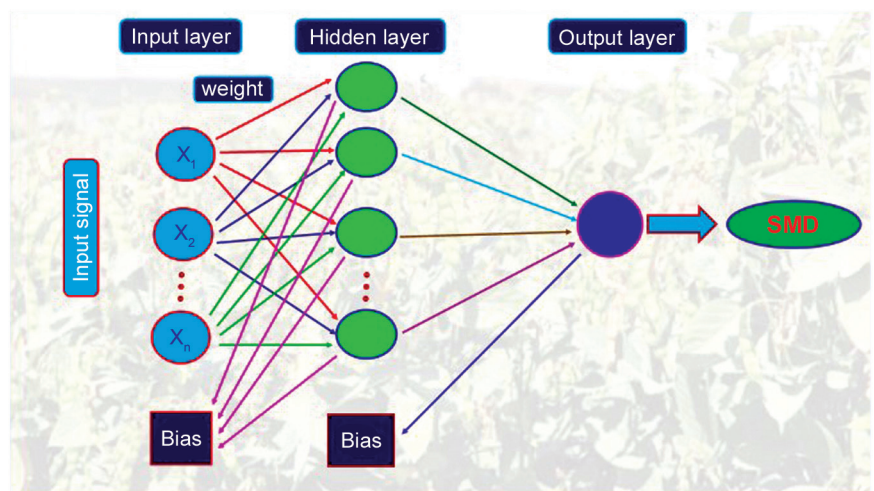 Input layer
Hidden layer
Output layer
weight
Input signal
X1
X2
Xn
SMD
Bias
Bias